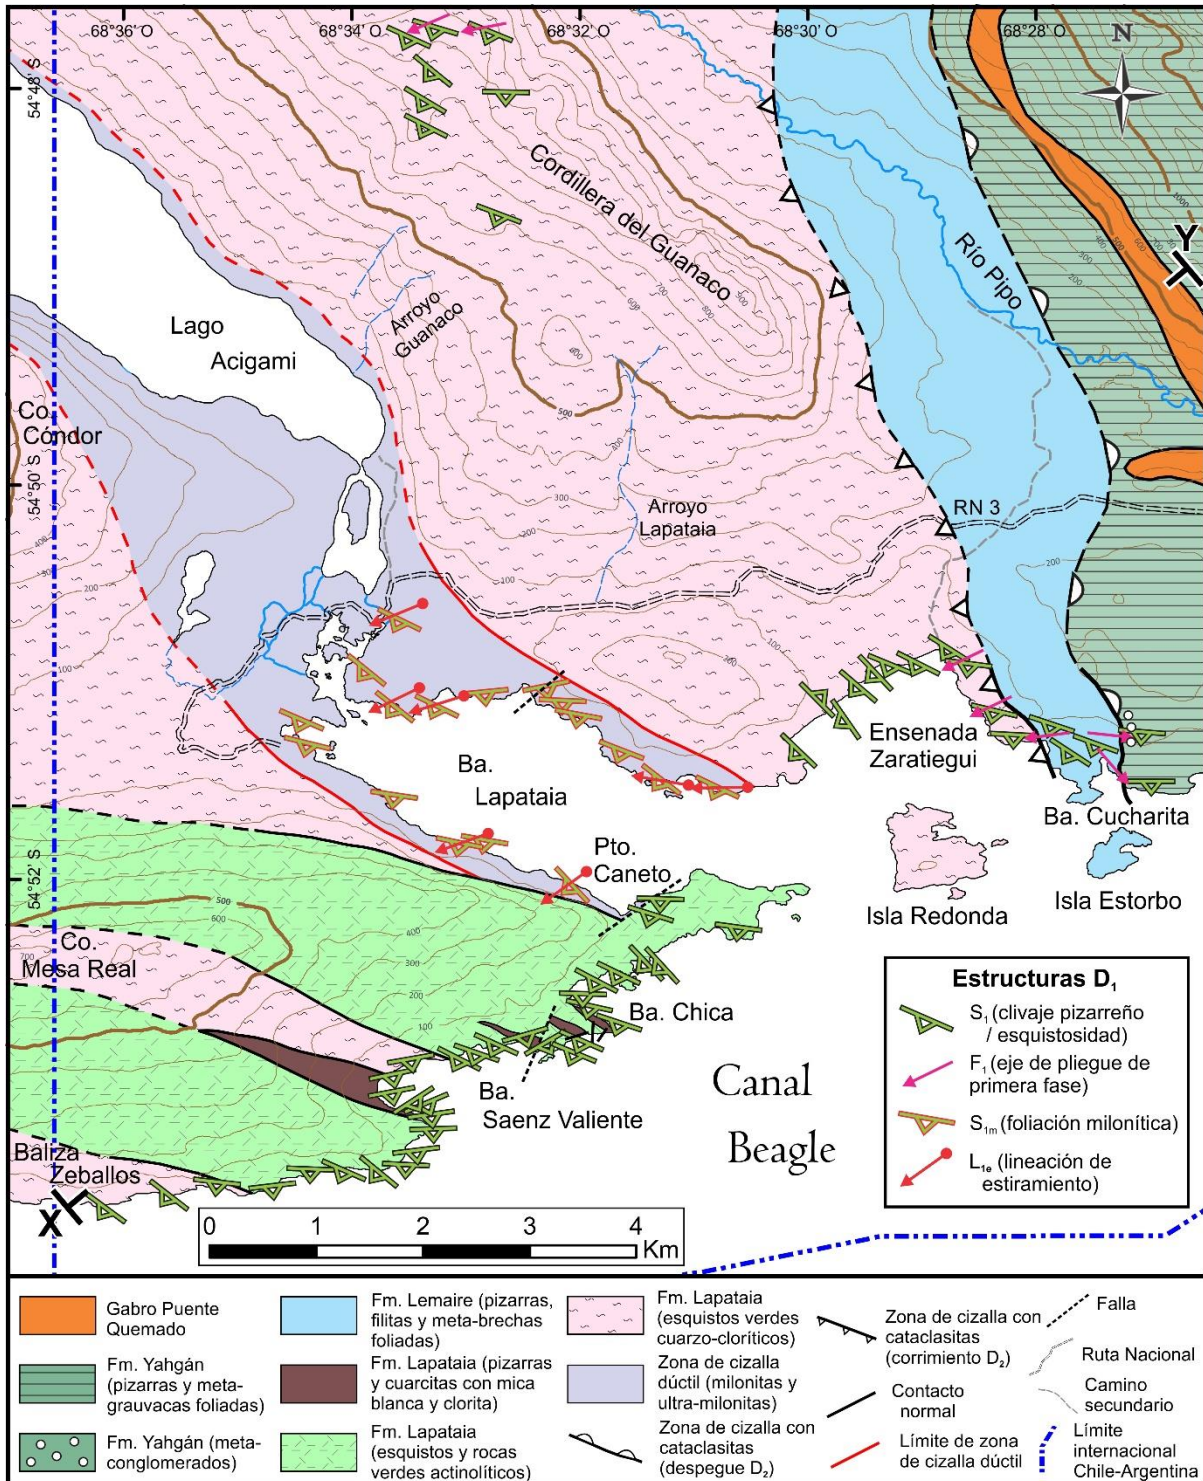 68°36' O
68°34' O
68°32' O
68°30' O
68°28' O
N
54°48' S
Cordillera del Guanaco
Río Pipo
Y
1000
Arroyo
Guanaco
Lago
Acigami
Co.
Cóndor
54°50' S
500
Arroyo
Lapataia
RN 3
Ensenada
Zaratiegui
Ba.
Lapataia
Ba. Cucharita
Pto.
Caneto
54°52' S
Isla Redonda
Isla Estorbo
500
600
Co.
Mesa Real
700
Ba. Chica
Ba.
Saenz Valiente
Canal
Beagle
Baliza
Zeballos
X
0 1 2 3 4
Km
Estructuras D1
S1 (clivaje pizarreño
/ esquistosidad)
F1 (eje de pliegue de
primera fase)
S1m (foliación milonítica)
L1e (lineación de
estiramiento)
Gabro Puente
Quemado
Fm. Yahgán
(pizarras y meta-
grauvacas foliadas)
Fm. Yahgán (meta-
conglomerados)
Fm. Lemaire (pizarras,
filitas y meta-brechas
foliadas)
Fm. Lapataia (pizarras
y cuarcitas con mica
blanca y clorita)
Fm. Lapataia
(esquistos y rocas
verdes actinolíticos)
Fm. Lapataia
(esquistos verdes
cuarzo-cloríticos)
Zona de cizalla
dúctil (milonitas y
ultra-milonitas)
Zona de cizalla con
cataclasitas
(despegue D2)
Zona de cizalla con
cataclasitas
(corrimiento D2)
Contacto
normal
Límite de zona
de cizalla dúctil
Falla
Ruta Nacional
Camino
secundario
Límite
internacional
Chile-Argentina